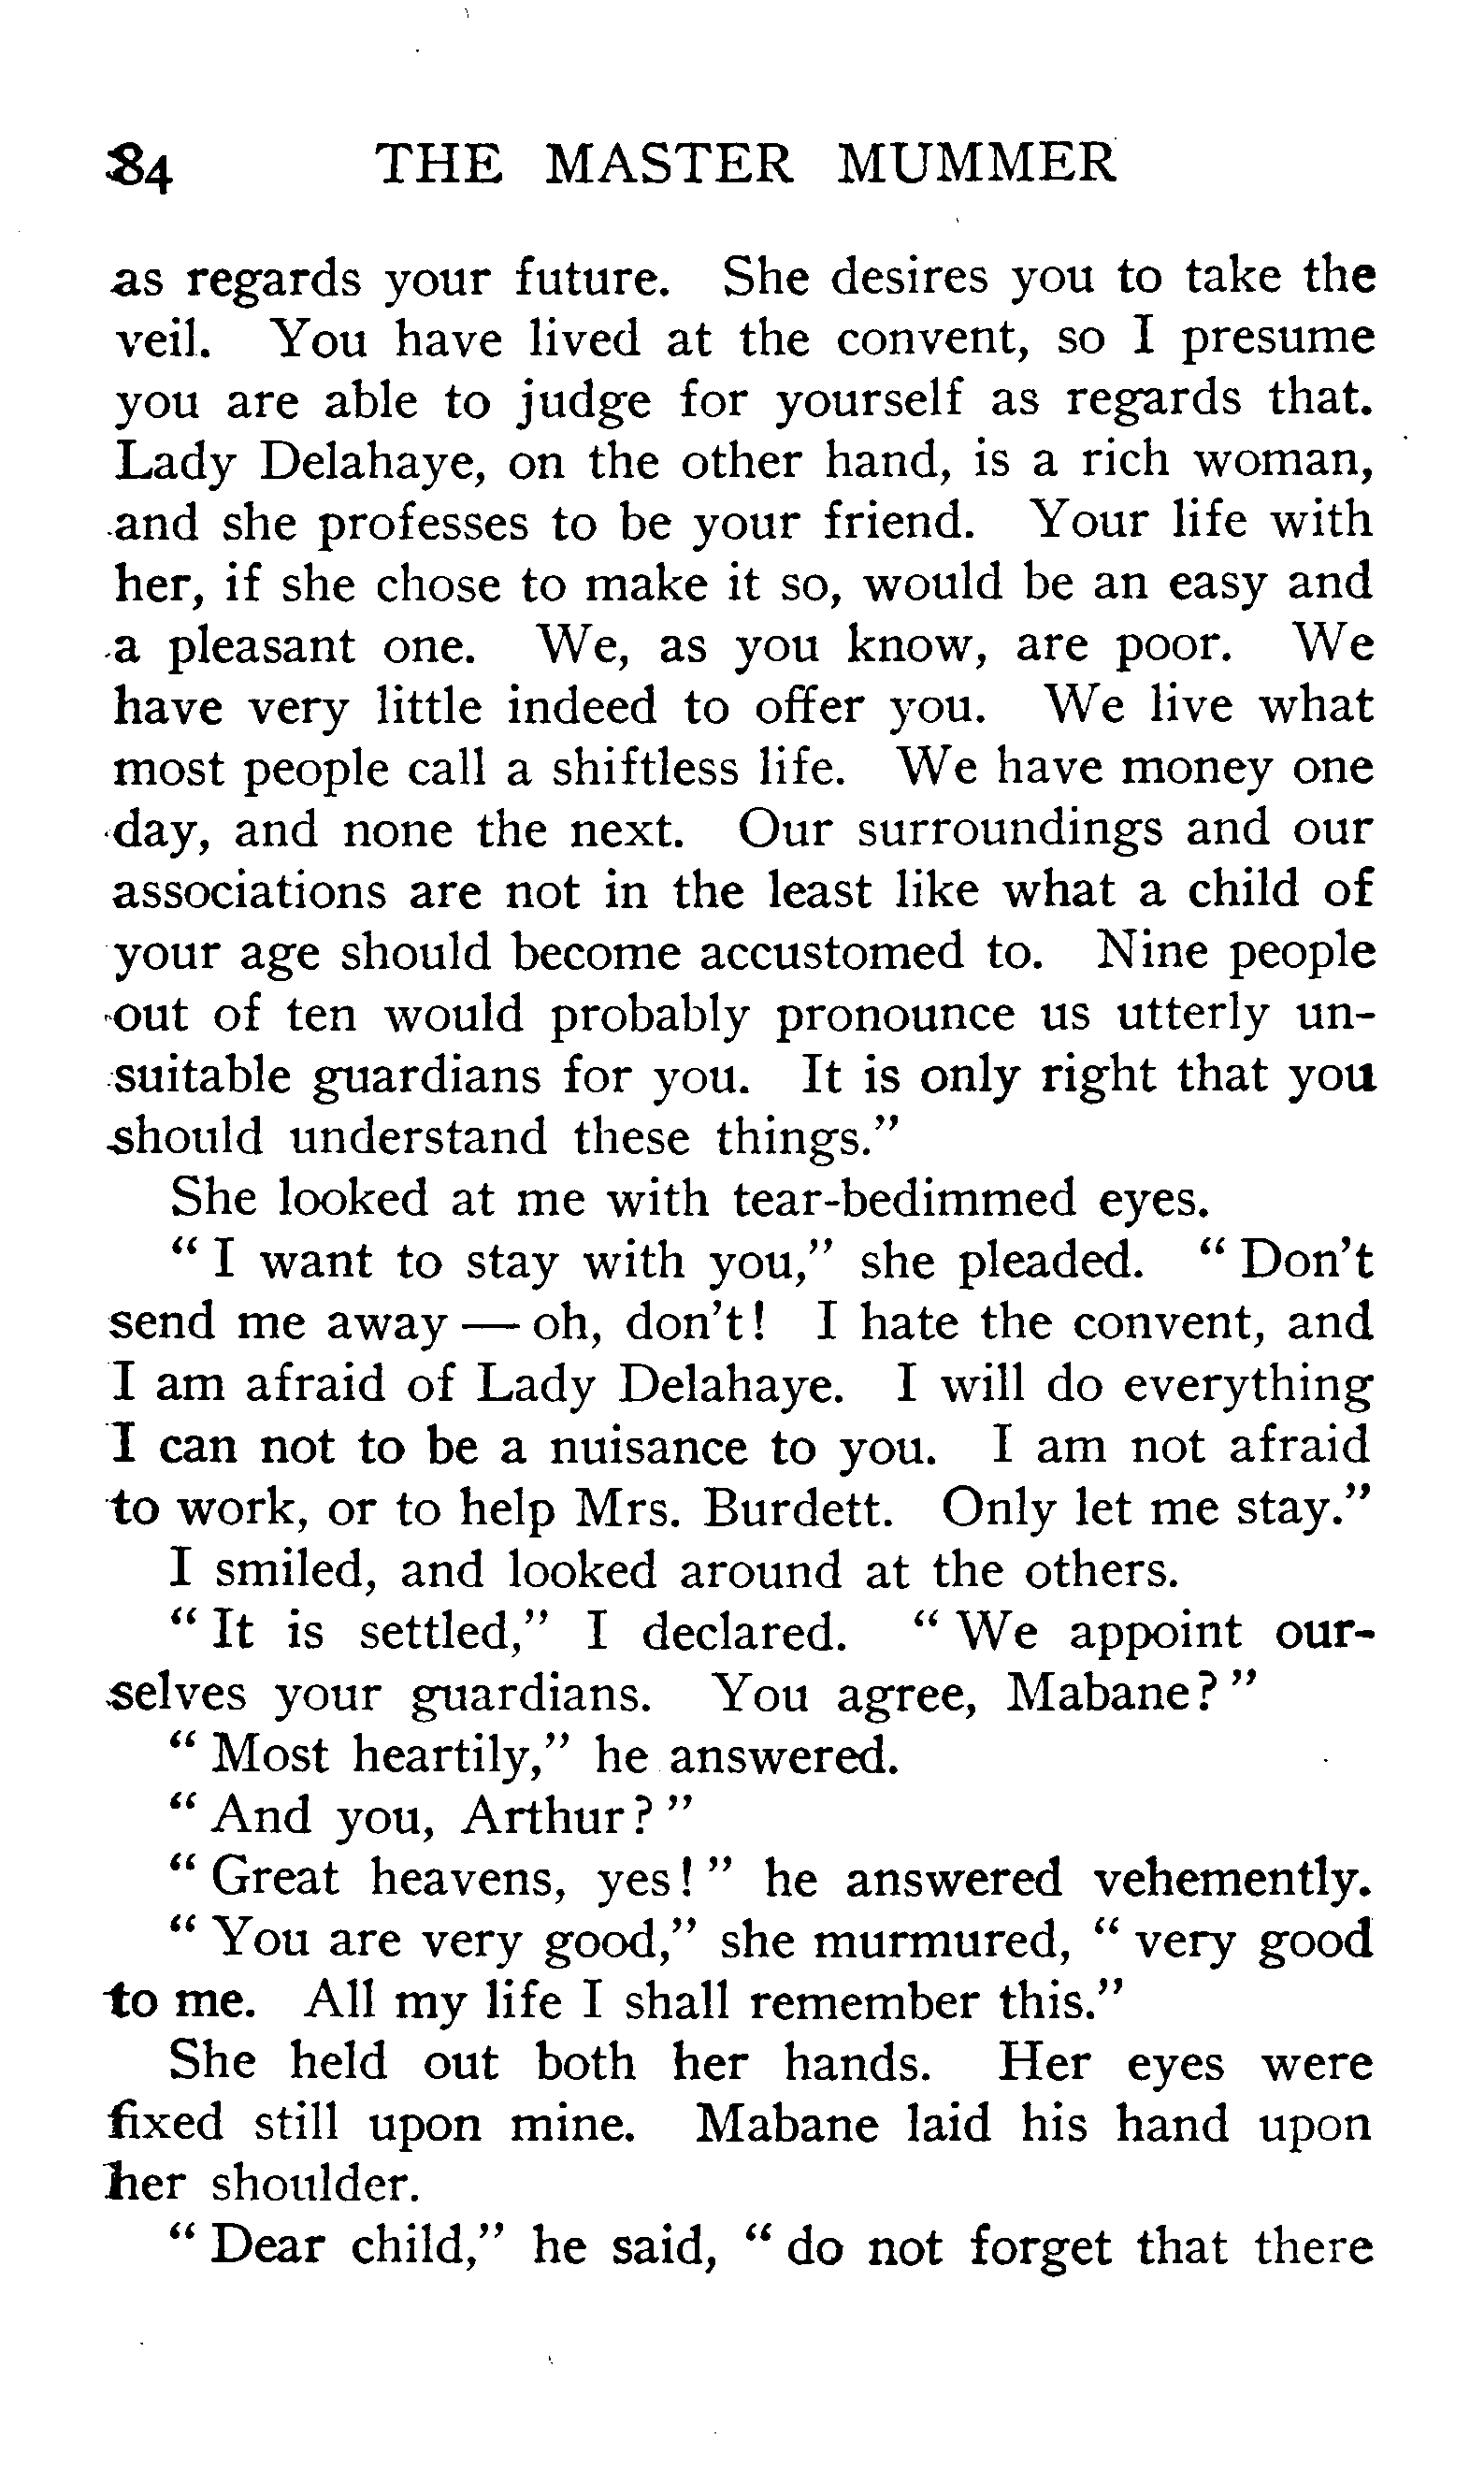 84 THE MASTER MUMMER
as regards your future. She desires you to take the
veil. You have lived at the convent, so I presume
you are able to judge for yourself as regards that.
Lady Delahaye, on the other hand, is a rich woman,
and she professes to be your friend. Your life with
her, if she chose to make it so, would be an easy and
a pleasant one. We, as you know, are poor. We
have very little indeed to offer you. We live what
most people call a shiftless life. We have money one
day, and none the next. Our surroundings and our
associations are not in the least like what a child of
your age should become accustomed to. Nine people
out of ten would probably pronounce us utterly un-
suitable guardians for you. It is only right that you
should understand these things."
She looked at me with tear-bedimmed eyes.
"I want to stay with you," she pleaded. "Don't
send me away — oh, don't! I hate the convent, and
I am afraid of Lady Delahaye. I will do everything
I can not to be a nuisance to you. I am not afraid
to work, or to help Mrs. Burdett. Only let me stay."
I smiled, and looked around at the others.
"It is settled," I declared. "We appoint our-
selves your guardians. You agree, Mabane?"
"Most heartily," he answered.
"And you, Arthur?"
"Great heavens, yes!" he answered vehemently.
"You are very good," she murmured, "very good
to me. All my life I shall remember this."
She held out both her hands. Her eyes were
fixed still upon mine. Mabane laid his hand upon
her shoulder.
"Dear child," he said, "do not forget that there